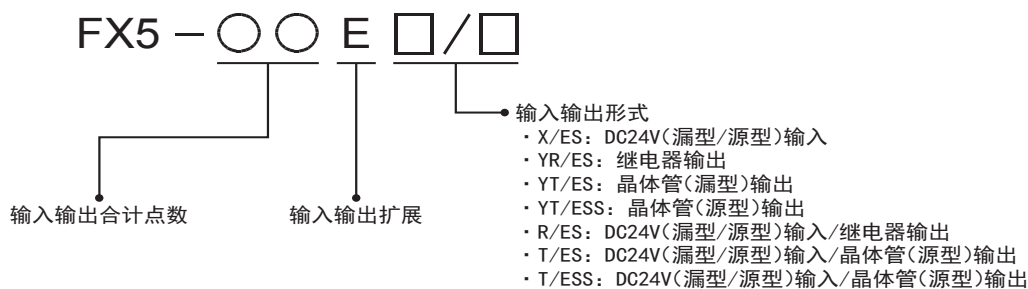 FX5－○○ E □/□
输入输出形式
・X/ES: DC24V(漏型/源型)输入
・YR/ES: 继电器输出
・YT/ES: 晶体管(漏型)输出
・YT/ESS: 晶体管(源型)输出
・R/ES: DC24V(漏型/源型)输入/继电器输出
・T/ES: DC24V(漏型/源型)输入/晶体管(源型)输出
・T/ESS: DC24V(漏型/源型)输入/晶体管(源型)输出
输入输出合计点数
输入输出扩展